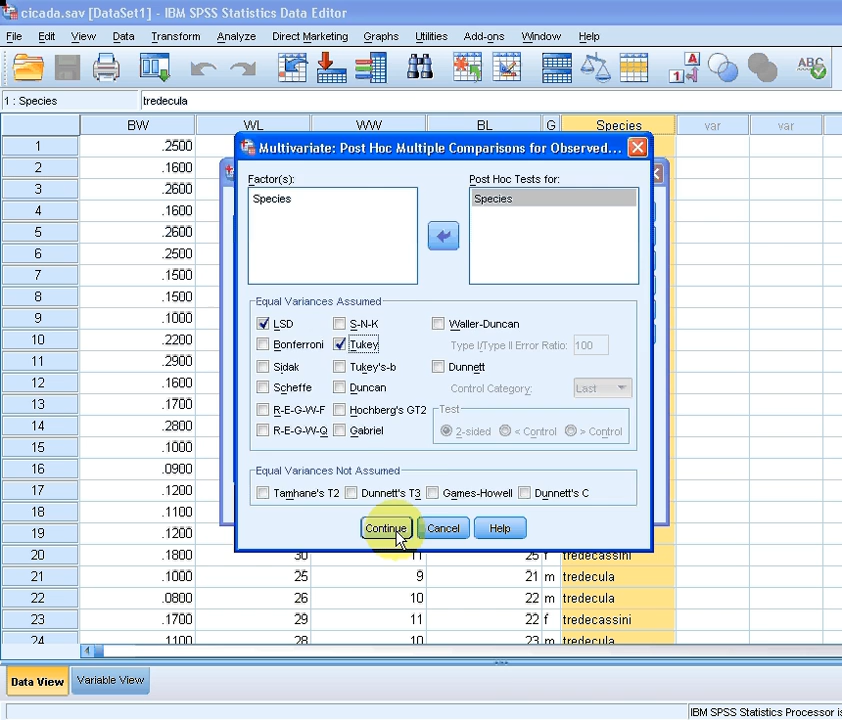 cicada.sav [DataSet1] - IBM SPSS Statistics Data Editor
File Edit View Data Transform Analyze Direct Marketing Graphs Utilities Add-ons Window Help
1 A
ABC
1 : Species tredecula
BW WL WW BL G Species var var
Multivariate: Post Hoc Multiple Comparisons for Observed...
Factor(s): Post Hoc Tests for:
Species Species
Equal Variances Assumed
LSD S-N-K Waller-Duncan
Type I/Type II Error Ratio: 100
Bonferroni Tukey
Sidak Tukey's-b Dunnett
Scheffe Duncan Control Category: Last
R-E-G-W-F Hochberg's GT2 Test
R-E-G-W-Q Gabriel 2-sided < Control > Control
Equal Variances Not Assumed
Tamhane's T2 Dunnett's T3 Games-Howell Dunnett's C
Continue Cancel Help
1 .2500
2 .1600
3 .2600
4 .1600
5 .2600
6 .2500
7 .1500
8 .1500
9 .1000
10 .2200
11 .2900
12 .1600
13 .1700
14 .2800
15 .1000
16 .0900
17 .1200
18 .1100
19 .1200
20 .1800 30 11 25 f tredecassini
21 .1000 25 9 21 m tredecula
22 .0800 26 10 22 m tredecula
23 .1700 29 11 22 f tredecassini
24 .1100 28 10 23 m tredecula
Data View Variable View
IBM SPSS Statistics Processor is